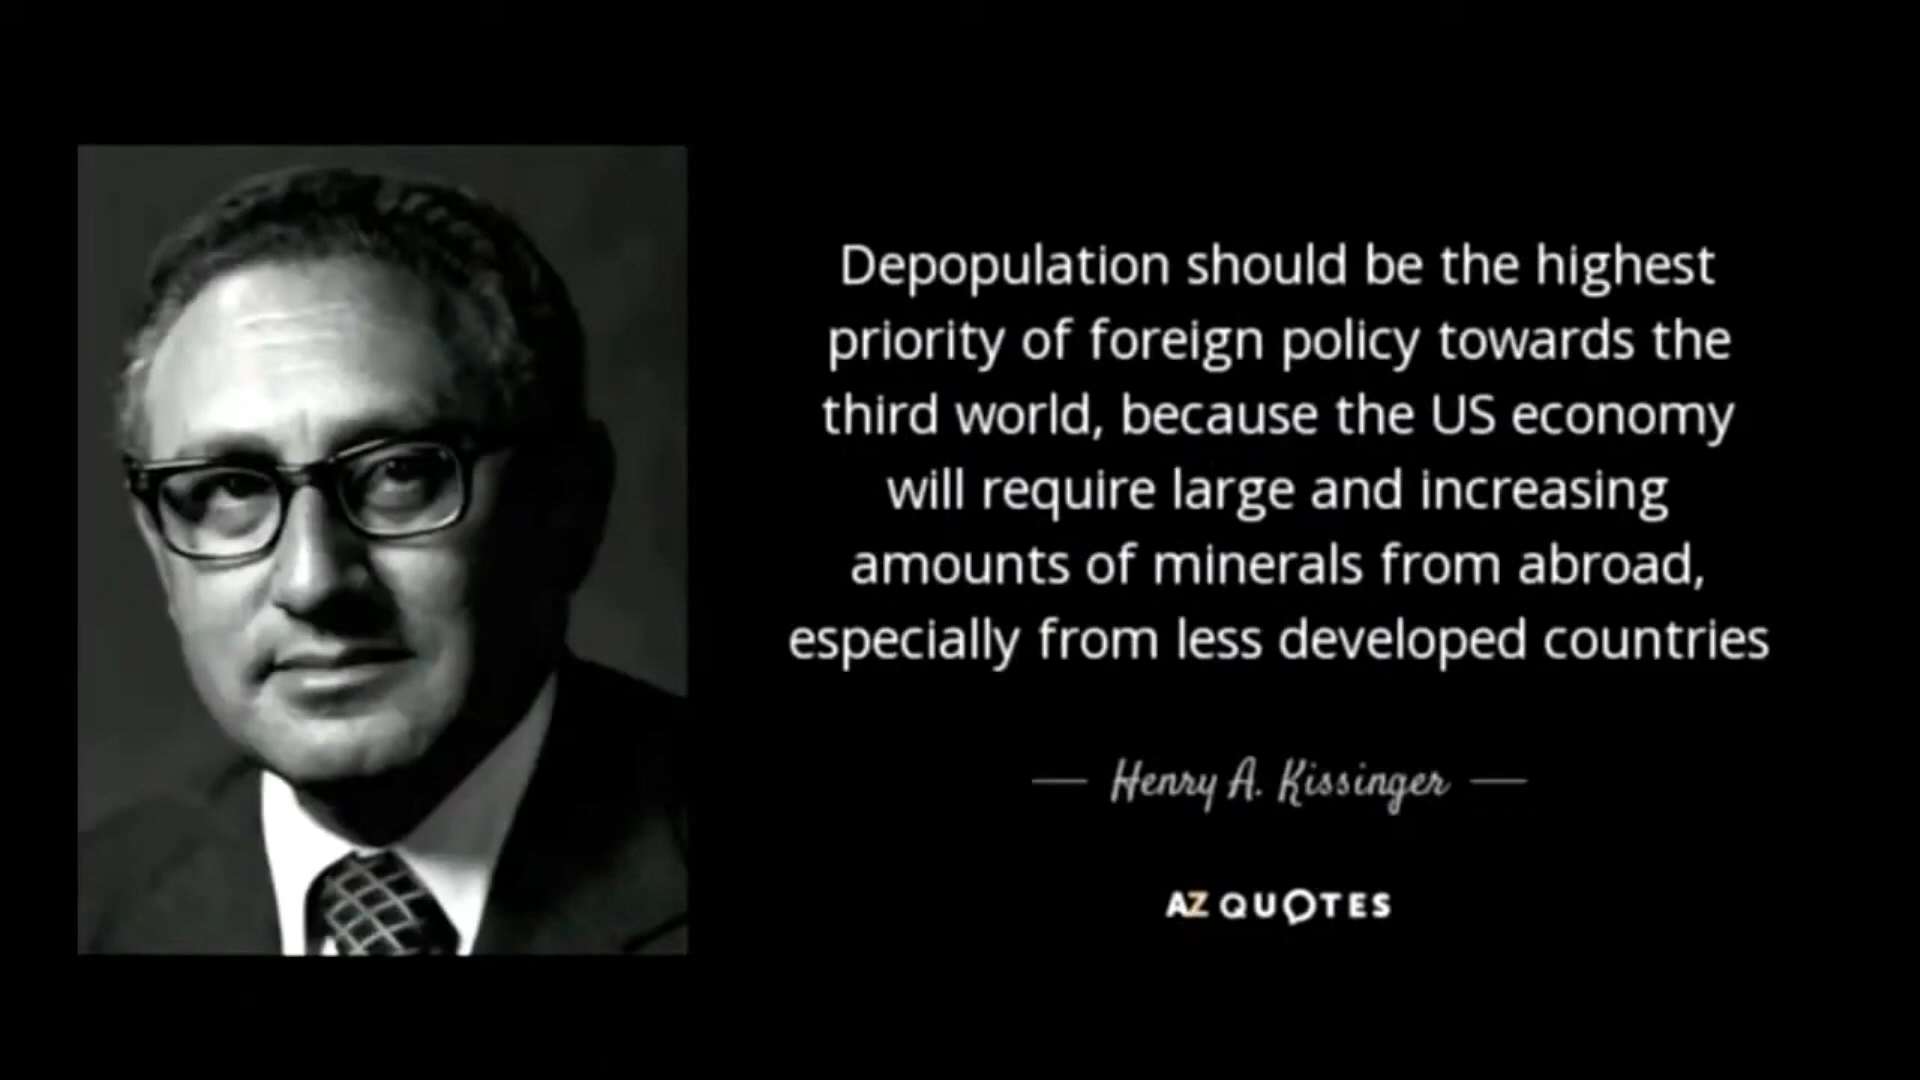 Depopulation should be the highest
priority of foreign policy towards the
third world, because the US economy
will require large and increasing
amounts of minerals from abroad,
especially from less developed countries
— Henry A. Kissinger —
AZ QUOTES